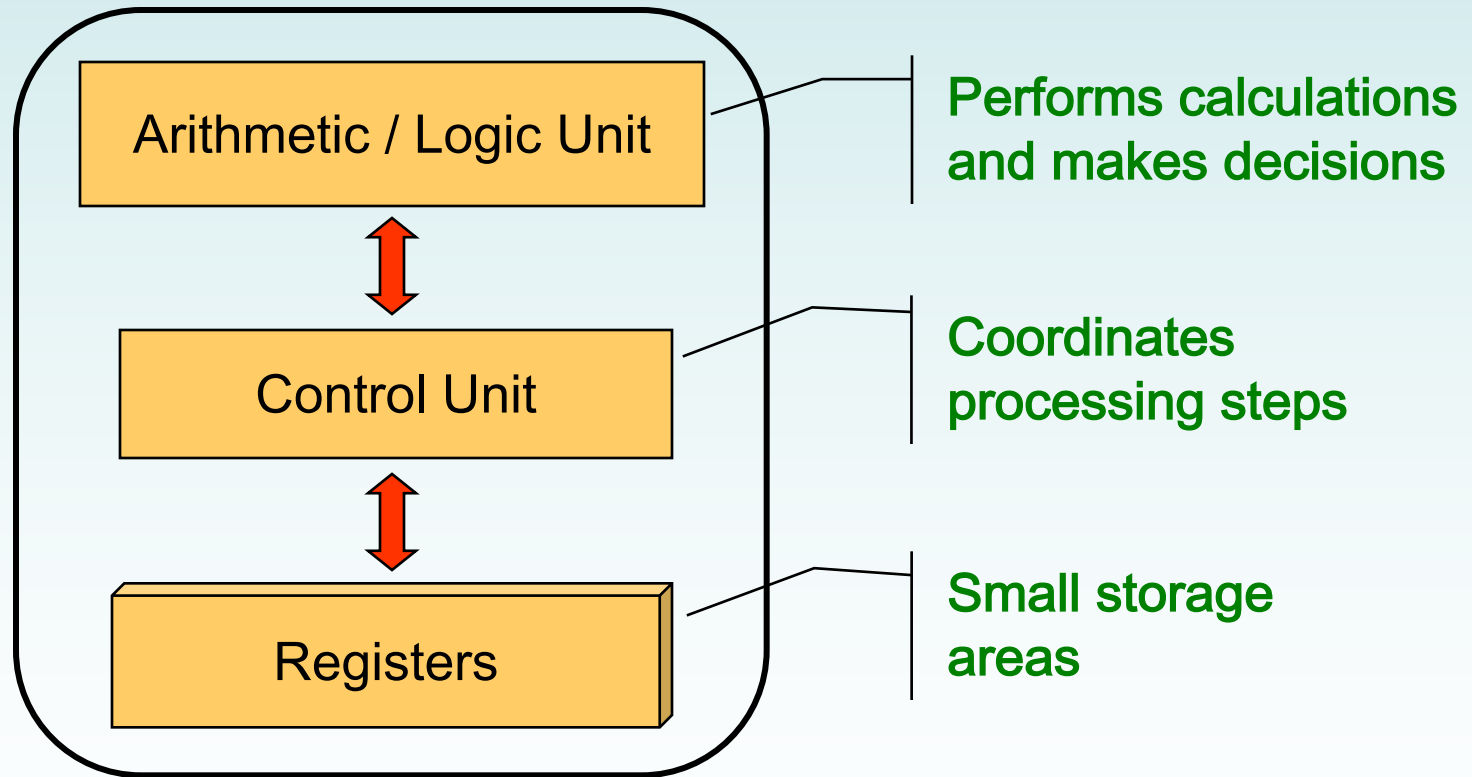 Arithmetic / Logic Unit
Performs calculations
and makes decisions
Control Unit
Coordinates
processing steps
Registers
Small storage
areas